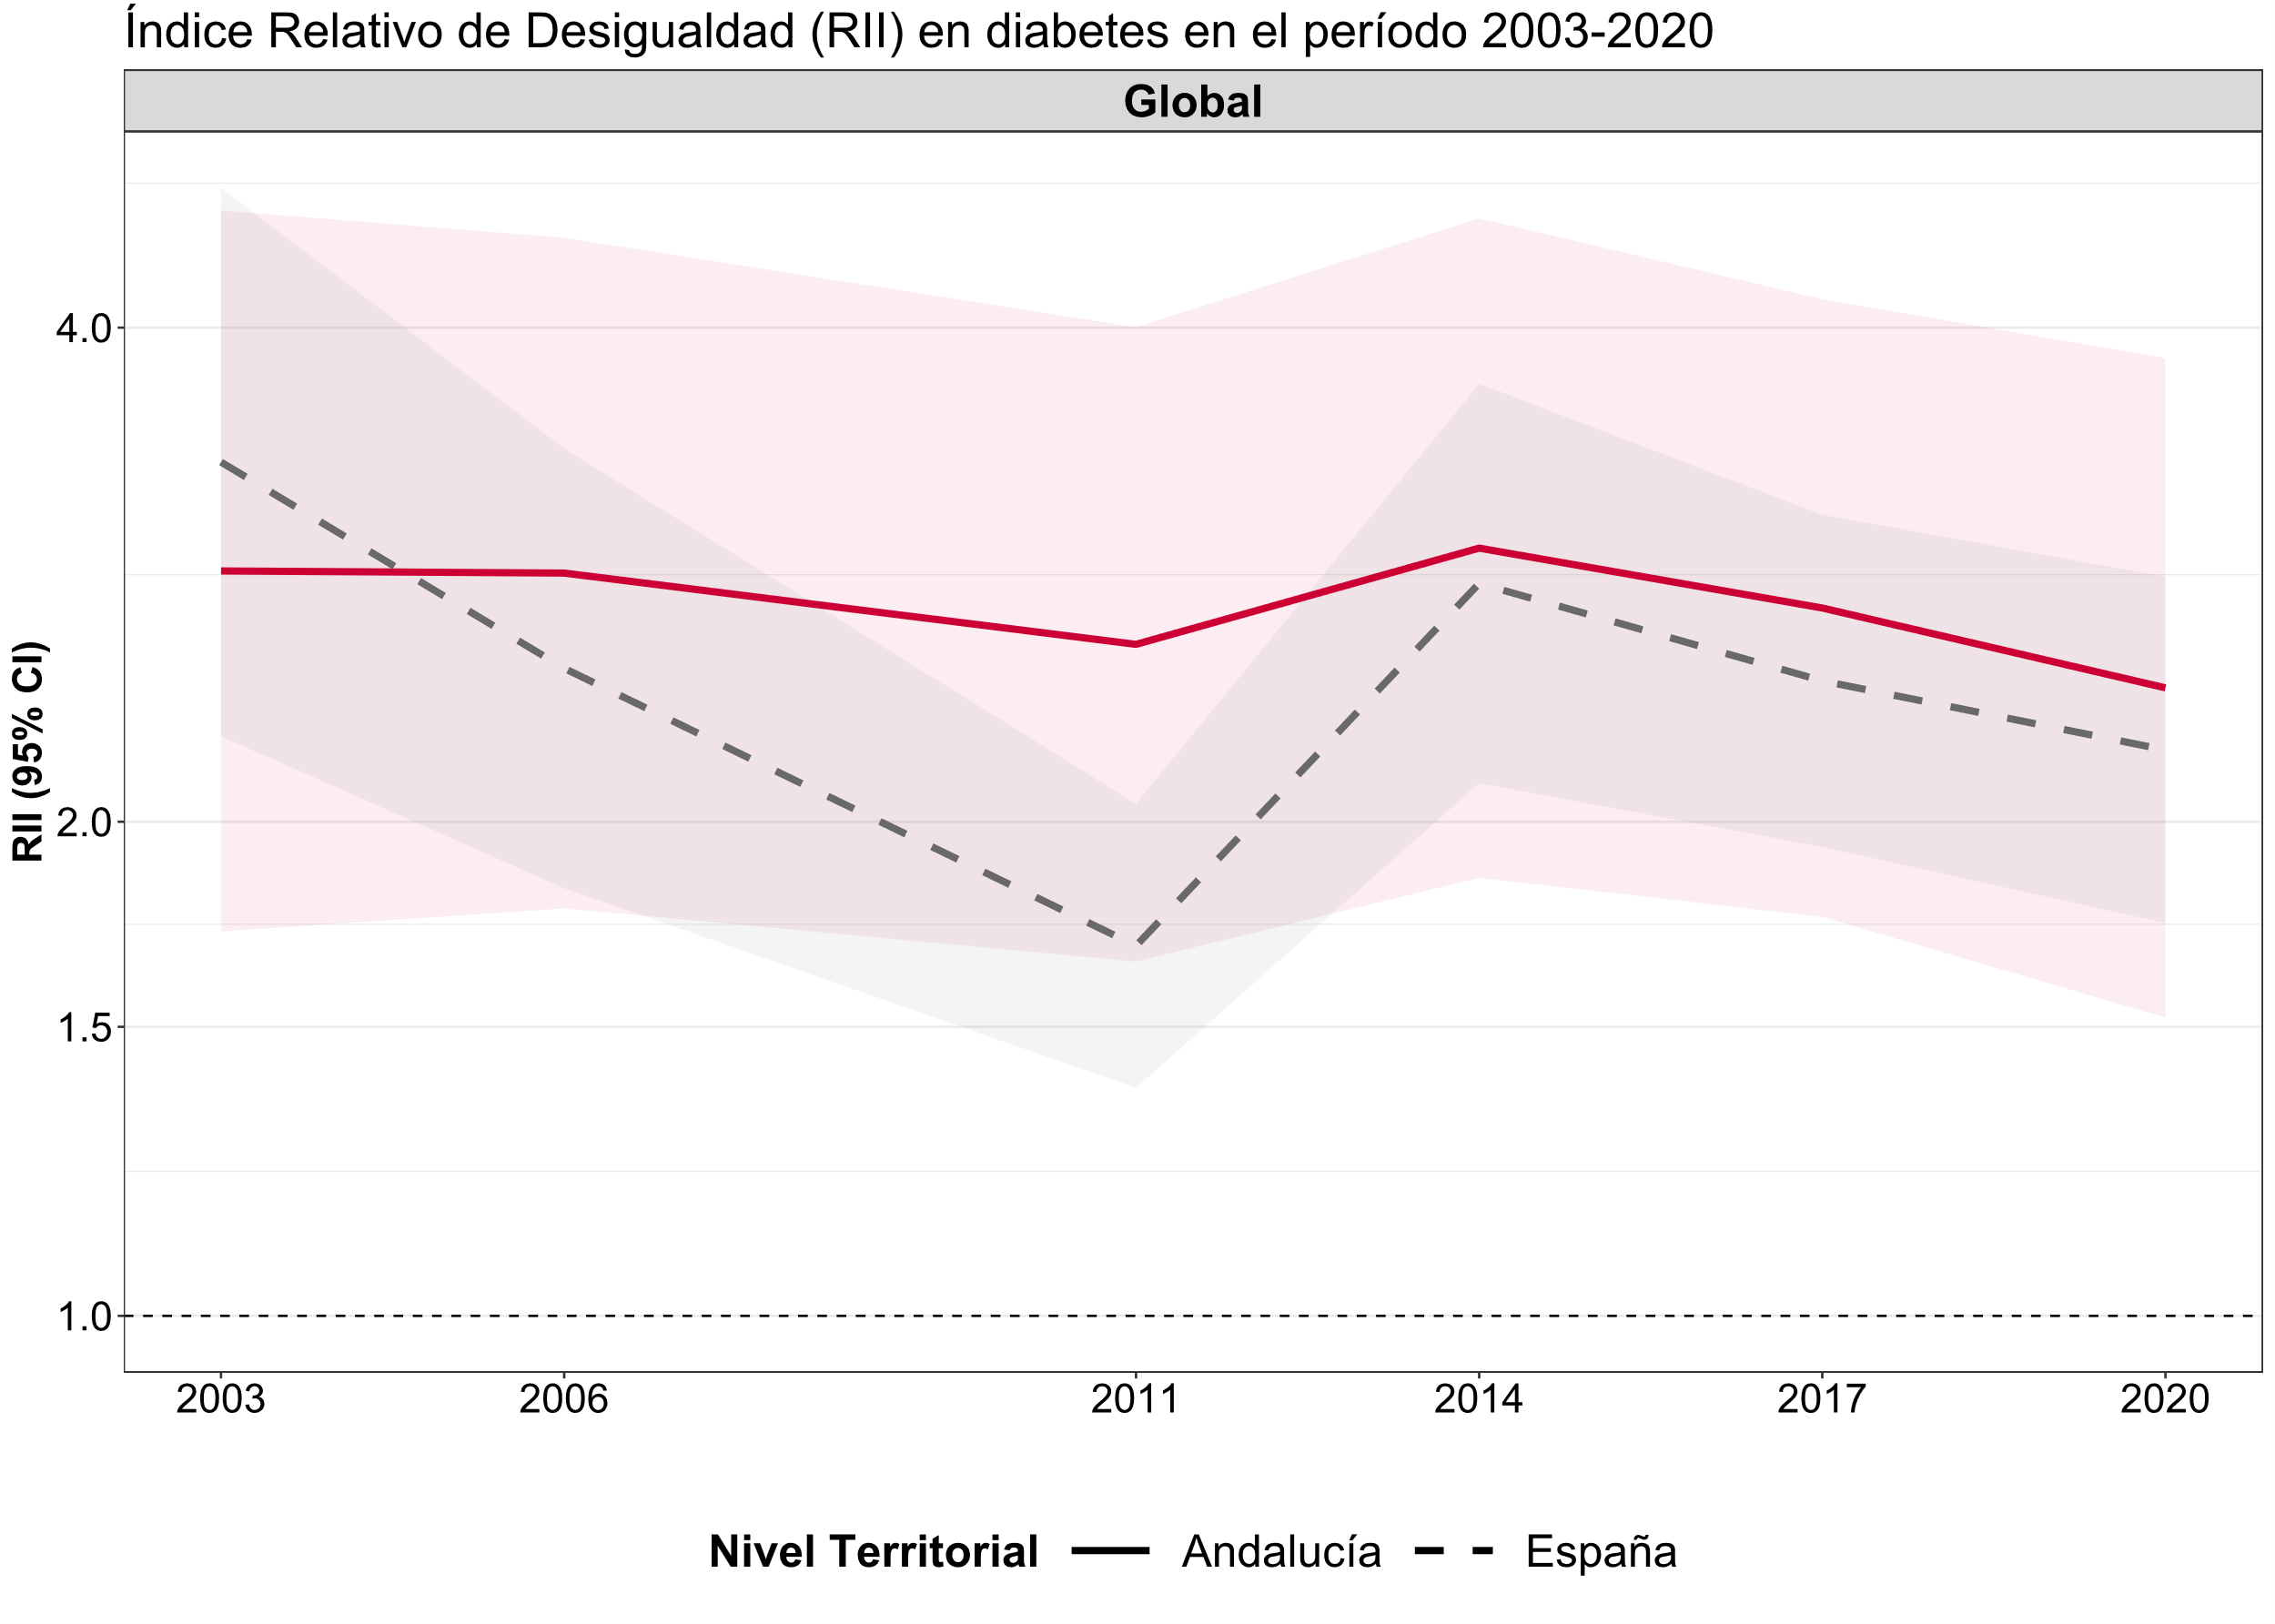 Índice Relativo de Desigualdad (RII) en diabetes en el período 2003-2020
Global
RII (95% CI)
4.0
2.0
1.5
1.0
2003 2006 2011 2014 2017 2020
Nivel Territorial Andalucía España